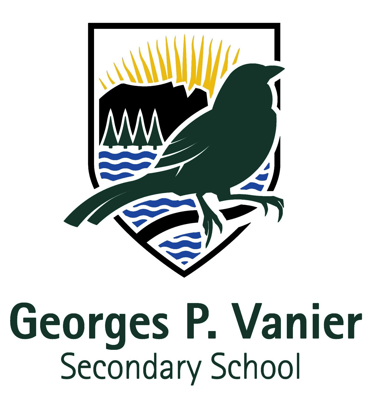 Georges P. Vanier
Secondary School